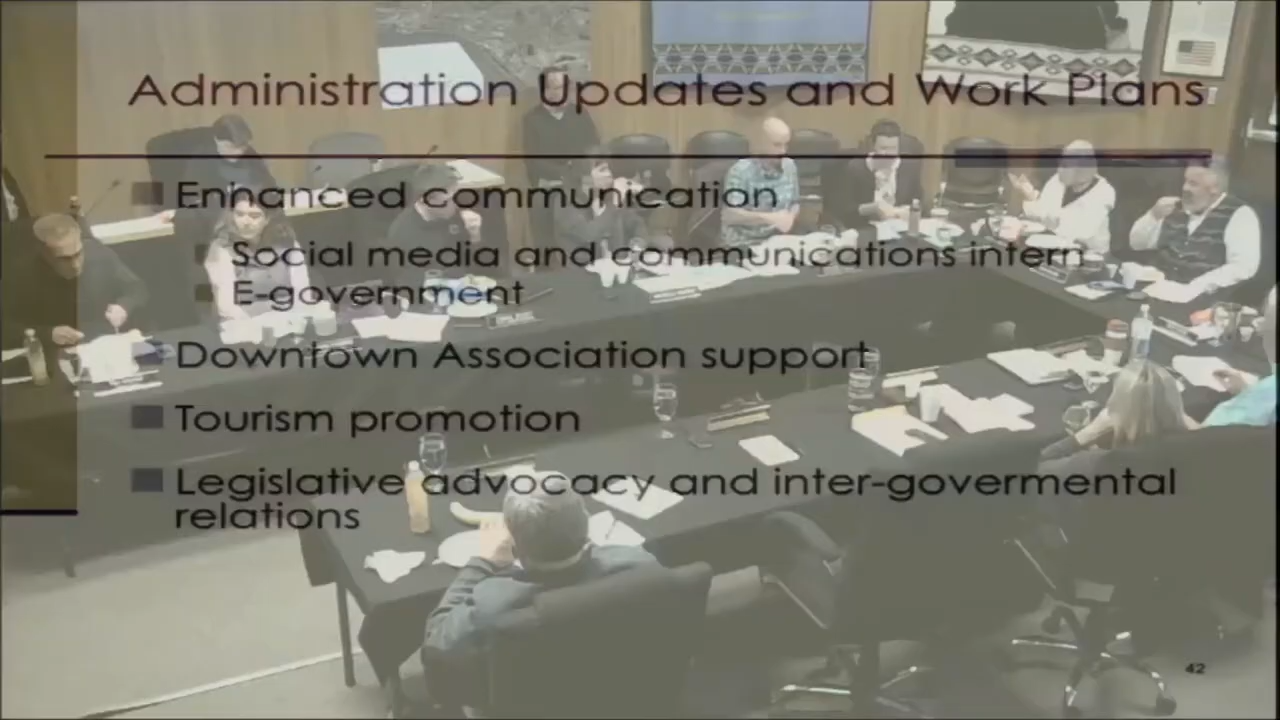 Administration Updates and Work Plans
Enhanced communication
Social media and communications intern
E-government
Downtown Association support
Tourism promotion
Legislative advocacy and inter-govermental
relations
42